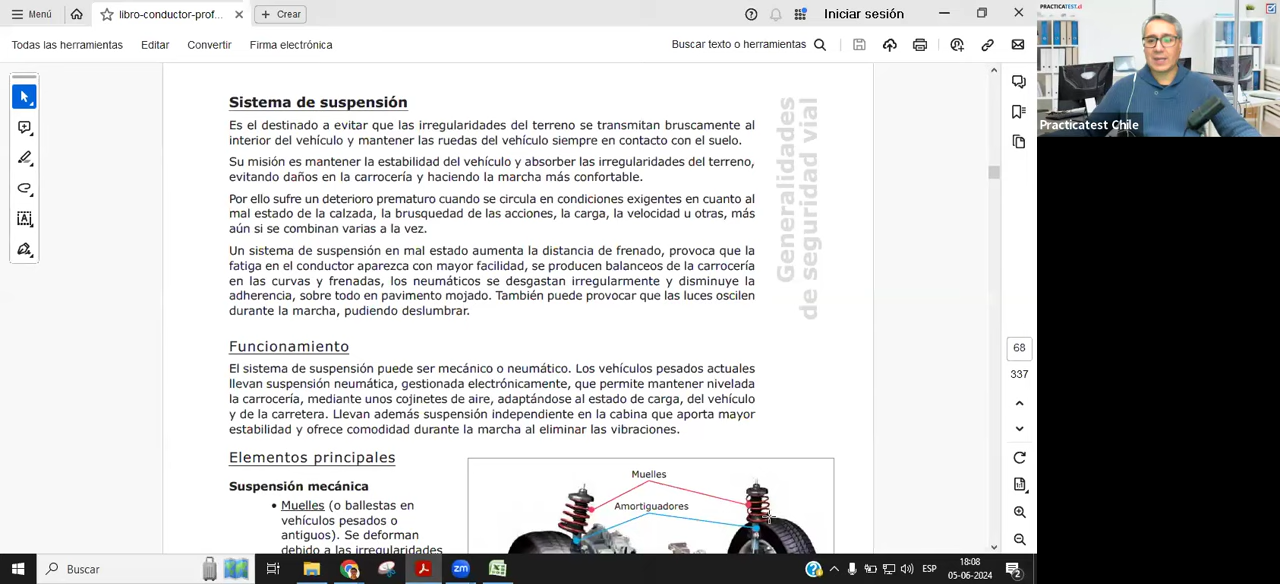 Menú
libro-conductor-prof...
Crear
Iniciar sesión
PRACTICATEST.cl
Todas las herramientas
Editar
Convertir
Firma electrónica
Buscar texto o herramientas
Practicatest Chile
Sistema de suspensión
Es el destinado a evitar que las irregularidades del terreno se transmitan bruscamente al
interior del vehículo y mantener las ruedas del vehículo siempre en contacto con el suelo.
Su misión es mantener la estabilidad del vehículo y absorber las irregularidades del terreno,
evitando daños en la carrocería y haciendo la marcha más confortable.
Por ello sufre un deterioro prematuro cuando se circula en condiciones exigentes en cuanto al
mal estado de la calzada, la brusquedad de las acciones, la carga, la velocidad u otras, más
aún si se combinan varias a la vez.
Un sistema de suspensión en mal estado aumenta la distancia de frenado, provoca que la
fatiga en el conductor aparezca con mayor facilidad, se producen balanceos de la carrocería
en las curvas y frenadas, los neumáticos se desgastan irregularmente y disminuye la
adherencia, sobre todo en pavimento mojado. También puede provocar que las luces oscilen
durante la marcha, pudiendo deslumbrar.
Generalidades
de seguridad vial
Funcionamiento
El sistema de suspensión puede ser mecánico o neumático. Los vehículos pesados actuales
llevan suspensión neumática, gestionada electrónicamente, que permite mantener nivelada
la carrocería, mediante unos cojinetes de aire, adaptándose al estado de carga, del vehículo
y de la carretera. Llevan además suspensión independiente en la cabina que aporta mayor
estabilidad y ofrece comodidad durante la marcha al eliminar las vibraciones.
68
337
Elementos principales
Suspensión mecánica
• Muelles (o ballestas en
vehículos pesados o
antiguos). Se deforman
debido a las irregularidades
Muelles
Amortiguadores
Buscar
ESP
18:08
05-06-2024
2